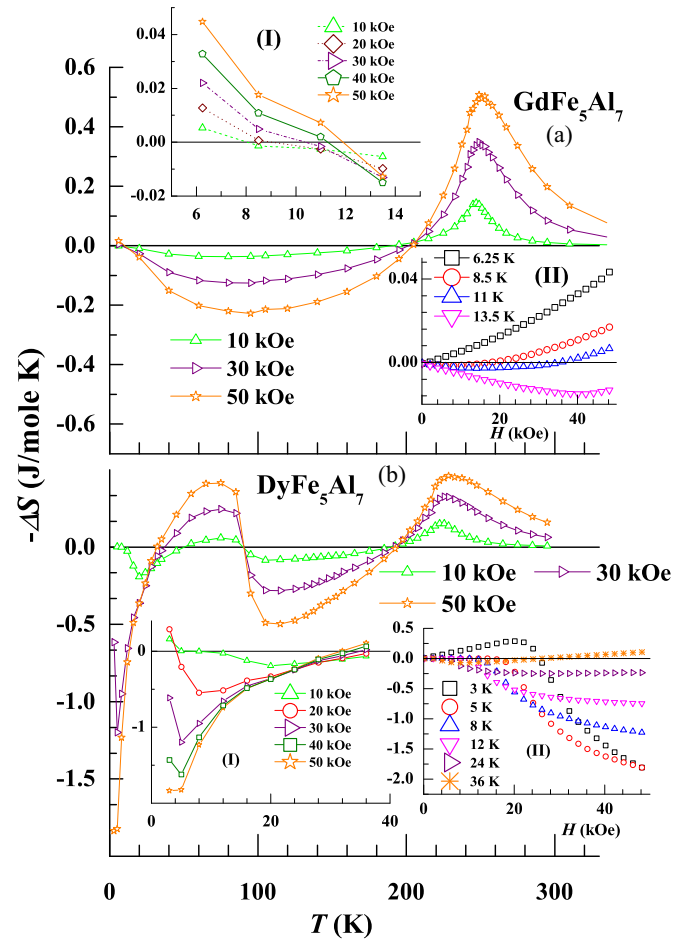 (I)
10 kOe
20 kOe
30 kOe
40 kOe
50 kOe
0.04
0.02
0.00
-0.02
6 8 10 12 14
GdFe5Al7
(a)
0.6
0.4
0.2
0.0
-0.2
-0.4
-0.6
10 kOe
30 kOe
50 kOe
(II)
6.25 K
8.5 K
11 K
13.5 K
0.04
0.00
0 20 40
H (kOe)
-ΔS (J/mole K)
DyFe5Al7
(b)
0.0
-0.5
-1.0
-1.5
10 kOe 30 kOe
50 kOe
0
-1
(I)
10 kOe
20 kOe
30 kOe
40 kOe
50 kOe
0 20 40
0.5
0.0
-0.5
-1.0
-1.5
-2.0
3 K
5 K
8 K
12 K
24 K
36 K
(II)
0 20 40
H (kOe)
0 100 200 300
T (K)